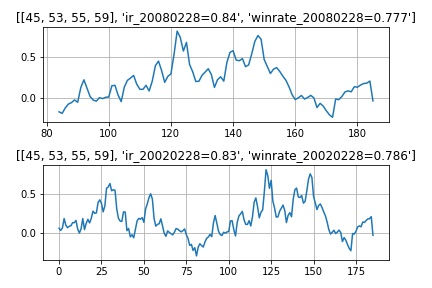 [[45, 53, 55, 59], 'ir_20080228=0.84', 'winrate_20080228=0.777']
0.5
0.0
80 100 120 140 160 180
[[45, 53, 55, 59], 'ir_20020228=0.83', 'winrate_20020228=0.786']
0.5
0.0
0 25 50 75 100 125 150 175